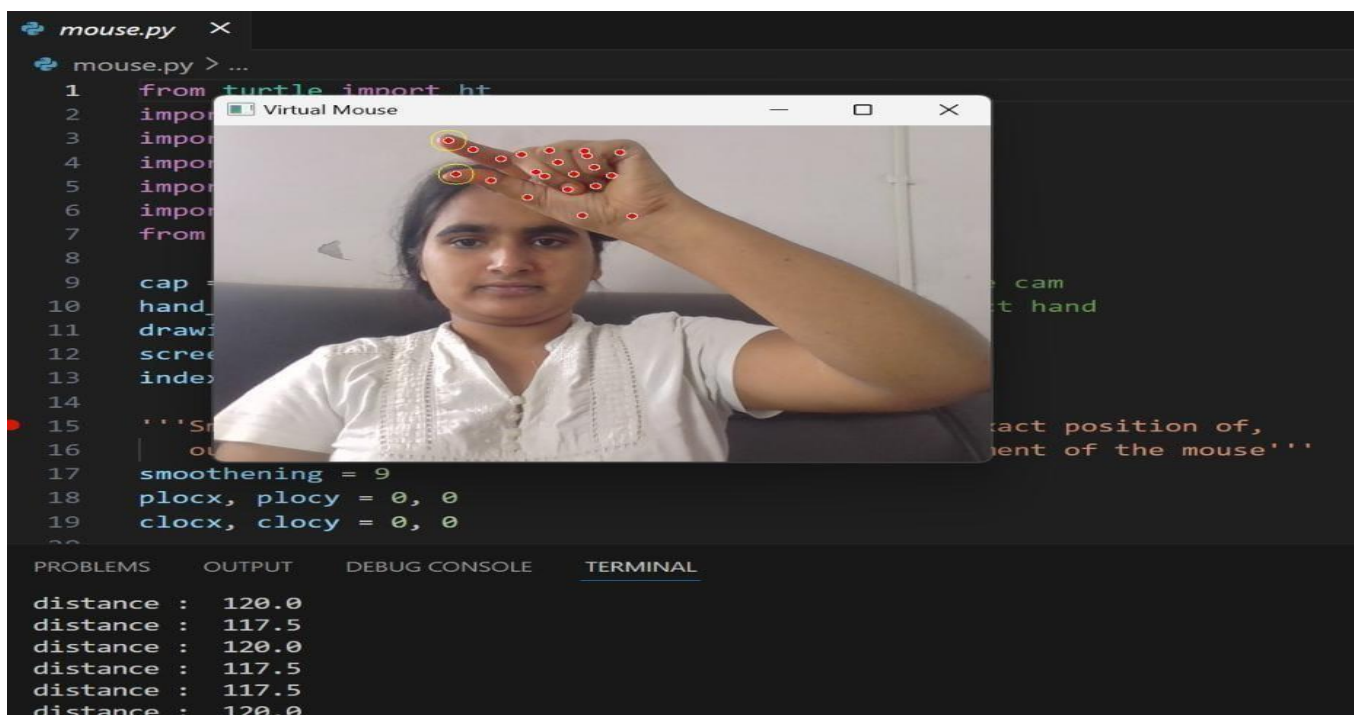 mouse.py
mouse.py > ...
1 from turtle import ht
Virtual Mouse
2 impor
3 impor
4 impor
5 impor
6 impor
7 from
8
9 cap = cam
10 hand_ t hand
11 draw
12 scree
13 index
14
15 '''Sm xact position of,
16 ou ment of the mouse'''
17 smoothening = 9
18 plocx, plocy = 0, 0
19 clocx, clocy = 0, 0
PROBLEMS OUTPUT DEBUG CONSOLE TERMINAL
distance : 120.0
distance : 117.5
distance : 120.0
distance : 117.5
distance : 117.5
distance : 120.0